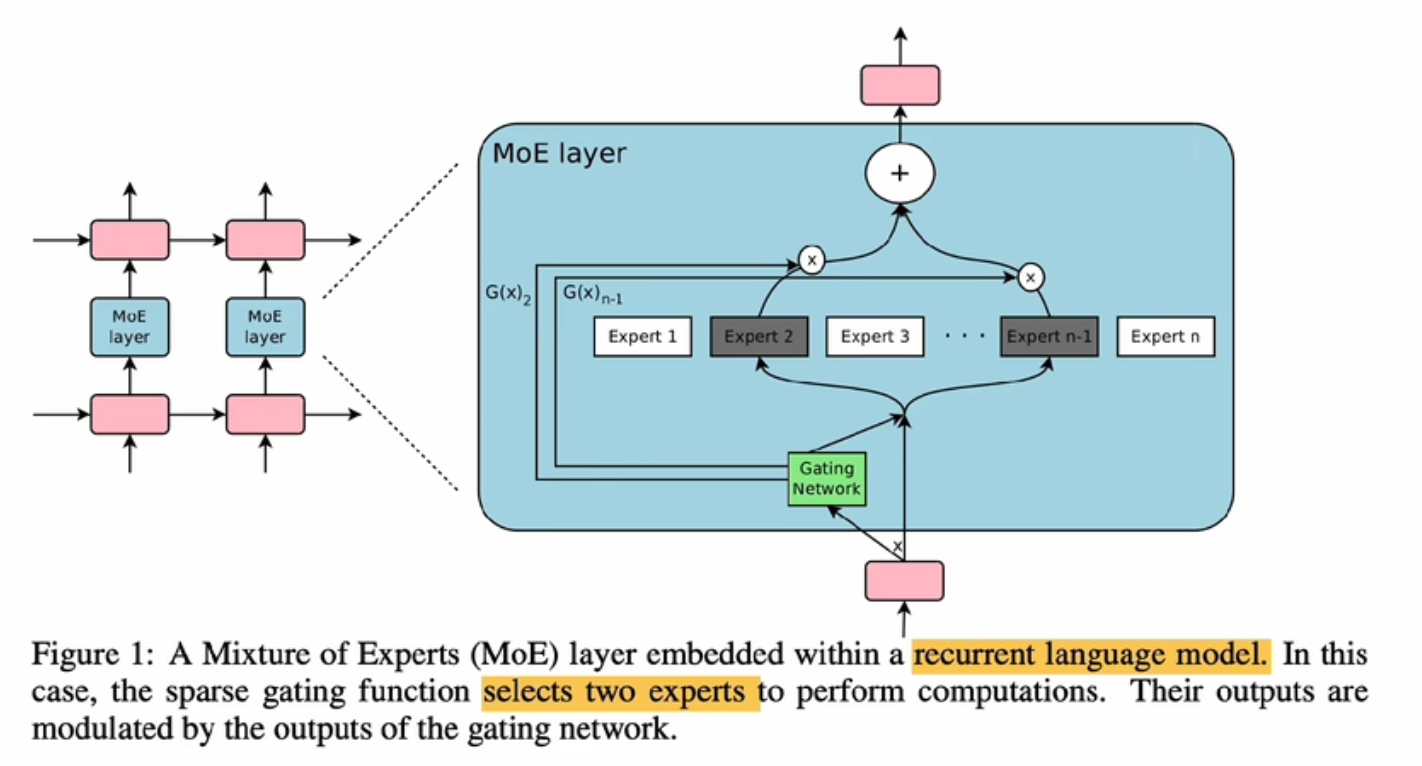 MoE layer
+
x
x
G(x)2
G(x)n-1
MoE
layer
MoE
layer
Expert 1
Expert 2
Expert 3
. . .
Expert n-1
Expert n
Gating
Network
x
Figure 1: A Mixture of Experts (MoE) layer embedded within a recurrent language model. In this
case, the sparse gating function selects two experts to perform computations. Their outputs are
modulated by the outputs of the gating network.